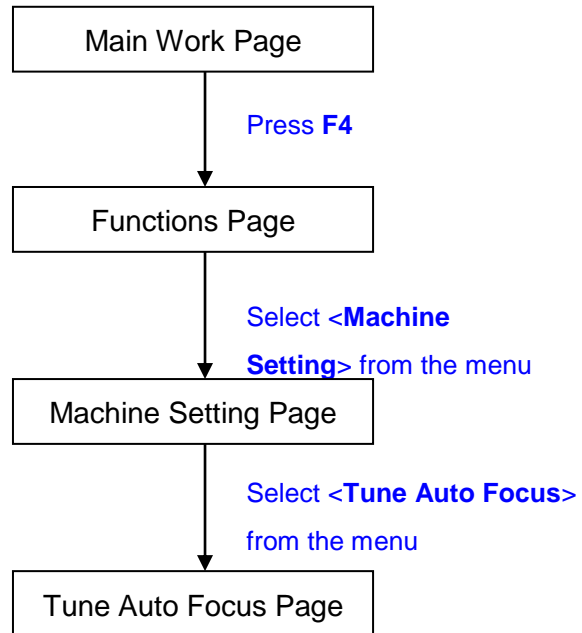 Main Work Page
Press F4
Functions Page
Select <Machine
Setting> from the menu
Machine Setting Page
Select <Tune Auto Focus>
from the menu
Tune Auto Focus Page